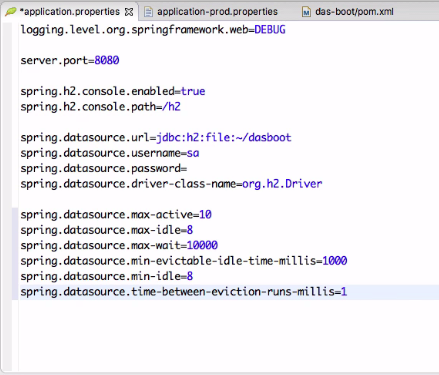 *application.properties
application-prod.properties
das-boot/pom.xml
logging.level.org.springframework.web=DEBUG
server.port=8080
spring.h2.console.enabled=true
spring.h2.console.path=/h2
spring.datasource.url=jdbc:h2:file:~/dasboot
spring.datasource.username=sa
spring.datasource.password=
spring.datasource.driver-class-name=org.h2.Driver
spring.datasource.max-active=10
spring.datasource.max-idle=8
spring.datasource.max-wait=10000
spring.datasource.min-evictable-idle-time-millis=1000
spring.datasource.min-idle=8
spring.datasource.time-between-eviction-runs-millis=1